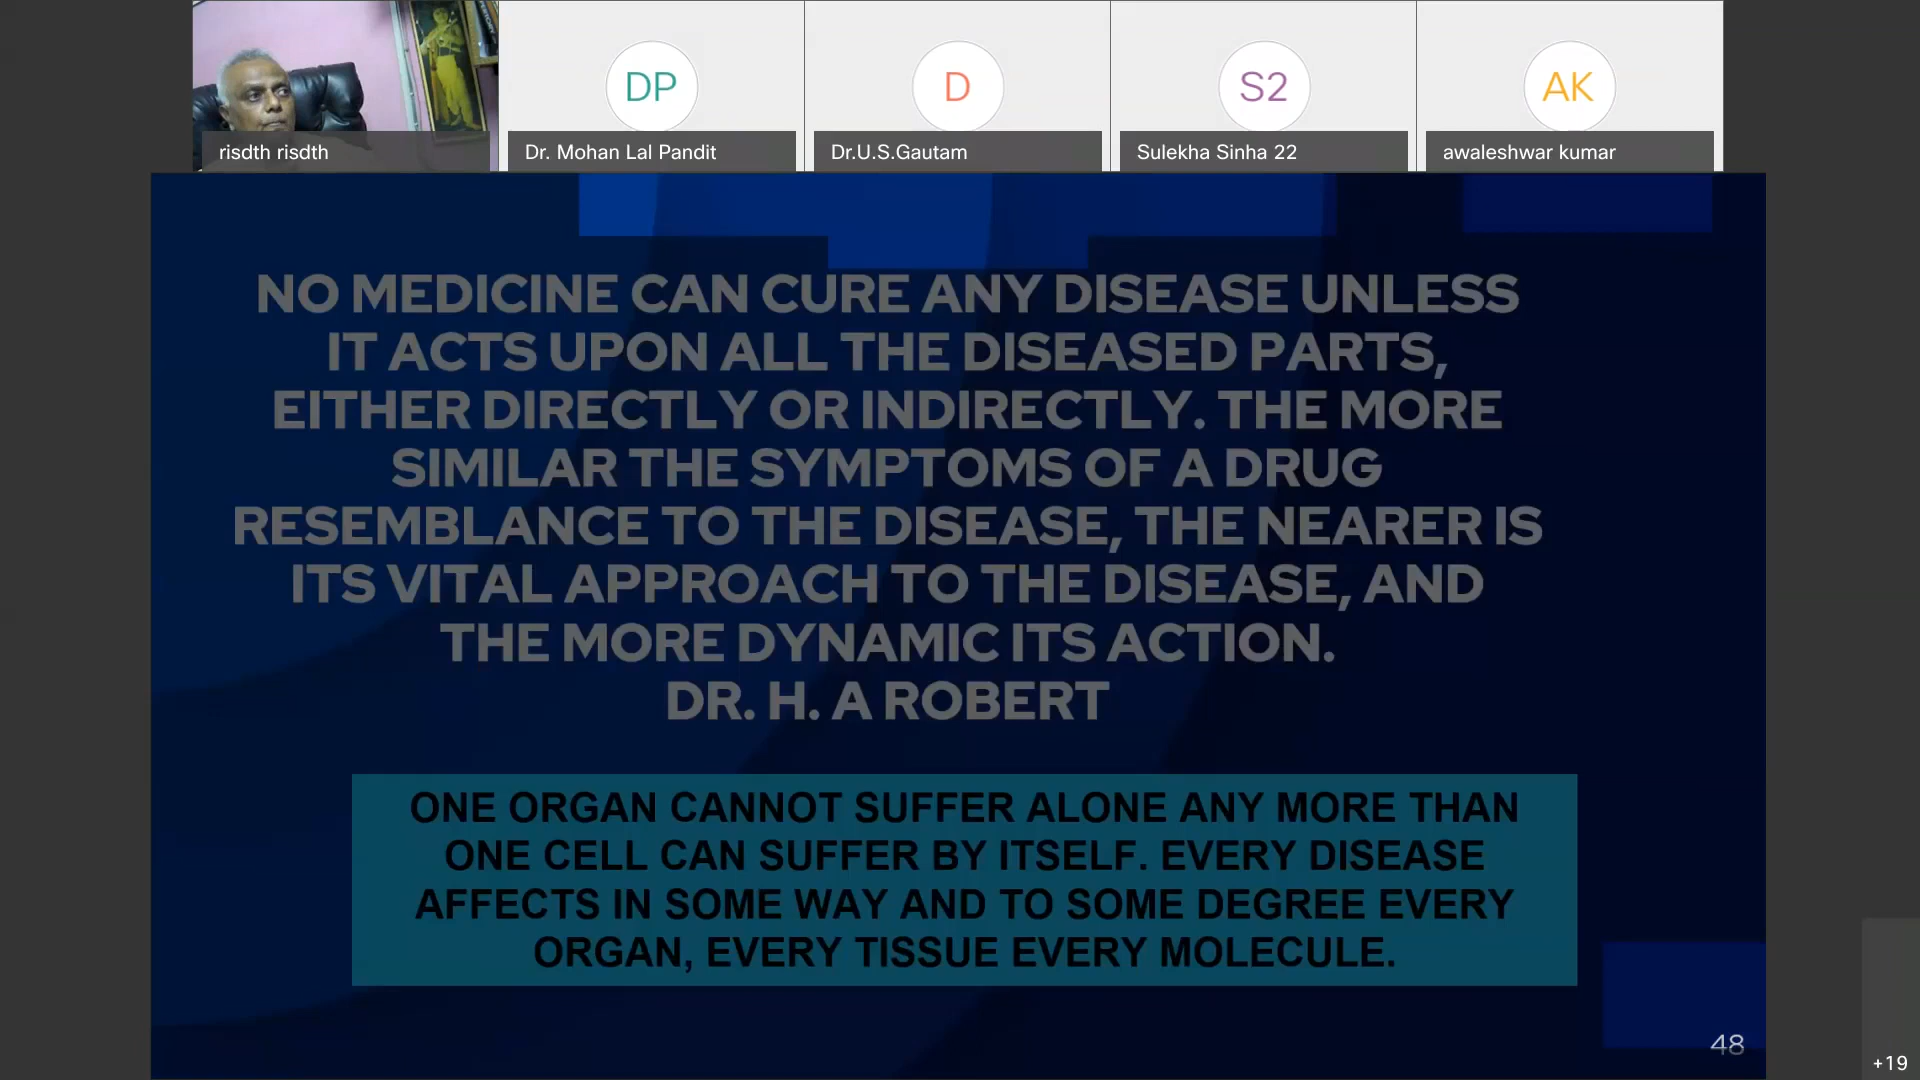 DP
D
S2
AK
risdth risdth
Dr. Mohan Lal Pandit
Dr.U.S.Gautam
Sulekha Sinha 22
awaleshwar kumar
NO MEDICINE CAN CURE ANY DISEASE UNLESS
IT ACTS UPON ALL THE DISEASED PARTS,
EITHER DIRECTLY OR INDIRECTLY. THE MORE
SIMILAR THE SYMPTOMS OF A DRUG
RESEMBLANCE TO THE DISEASE, THE NEARER IS
ITS VITAL APPROACH TO THE DISEASE, AND
THE MORE DYNAMIC ITS ACTION.
DR. H. A ROBERT
ONE ORGAN CANNOT SUFFER ALONE ANY MORE THAN
ONE CELL CAN SUFFER BY ITSELF. EVERY DISEASE
AFFECTS IN SOME WAY AND TO SOME DEGREE EVERY
ORGAN, EVERY TISSUE EVERY MOLECULE.
48
+19